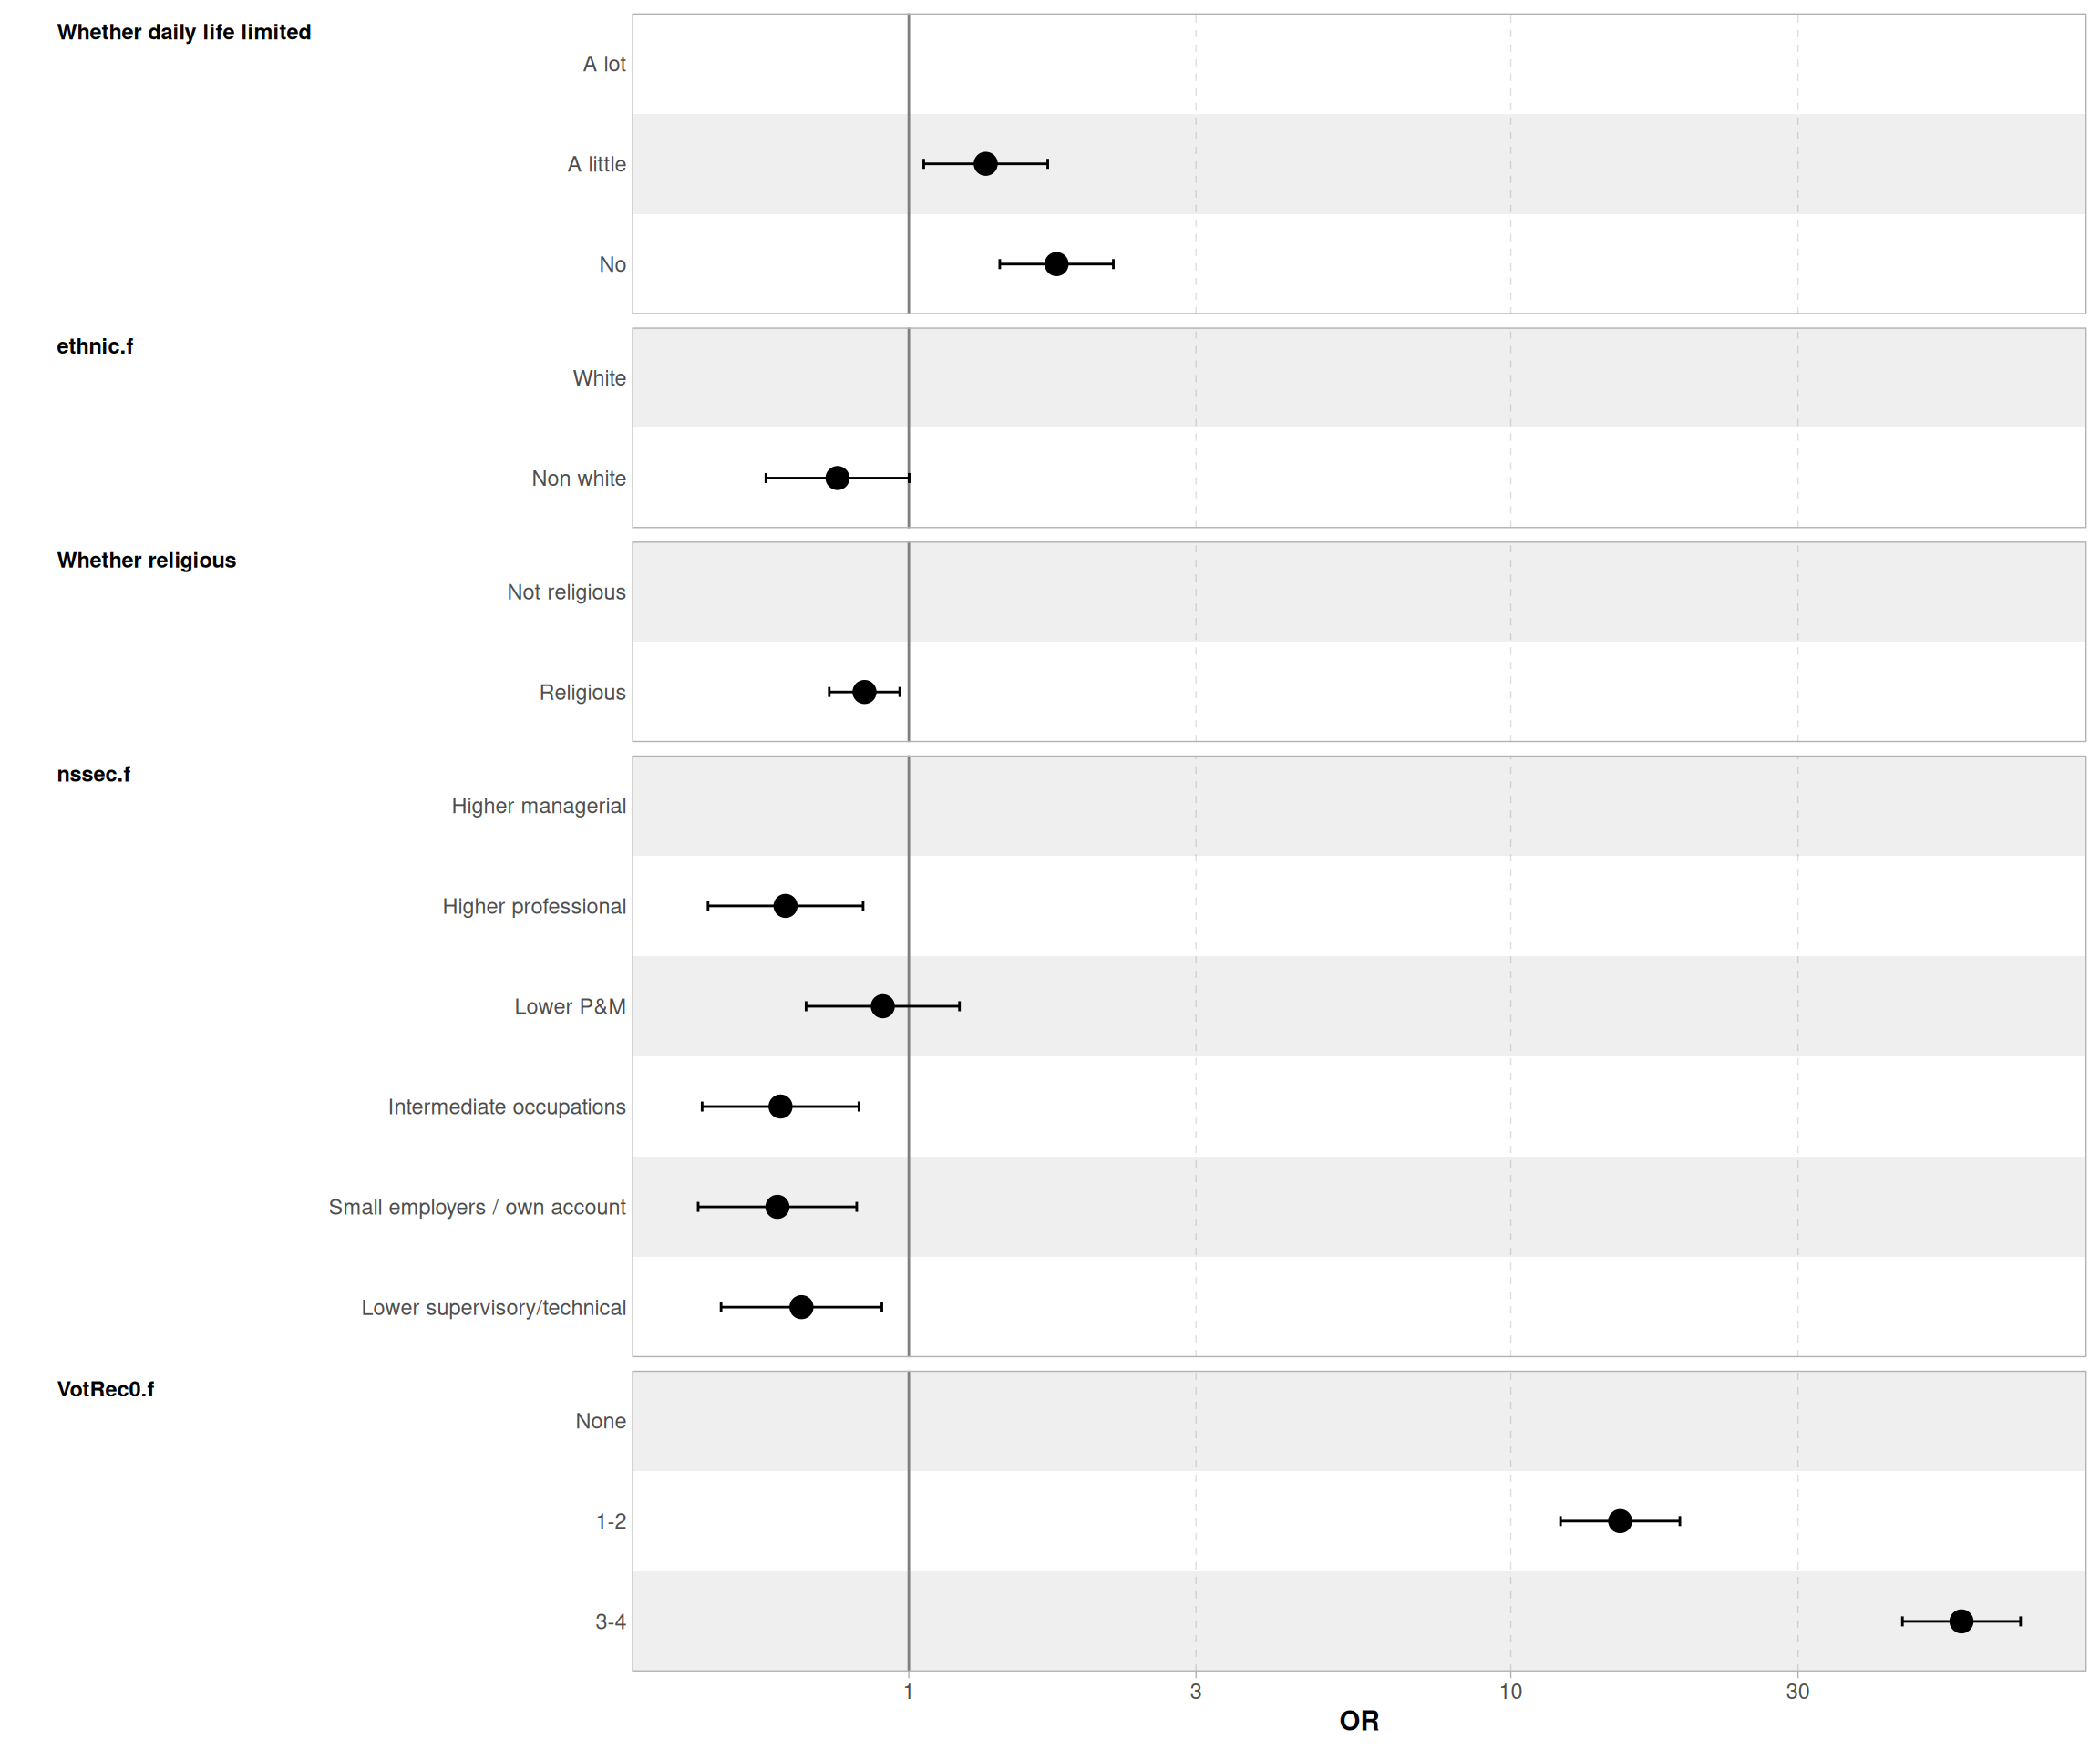 Whether daily life limited
A lot
A little
No
ethnic.f
White
Non white
Whether religious
Not religious
Religious
nssec.f
Higher managerial
Higher professional
Lower P&M
Intermediate occupations
Small employers / own account
Lower supervisory/technical
VotRec0.f
None
1-2
3-4
1 3 10 30
OR